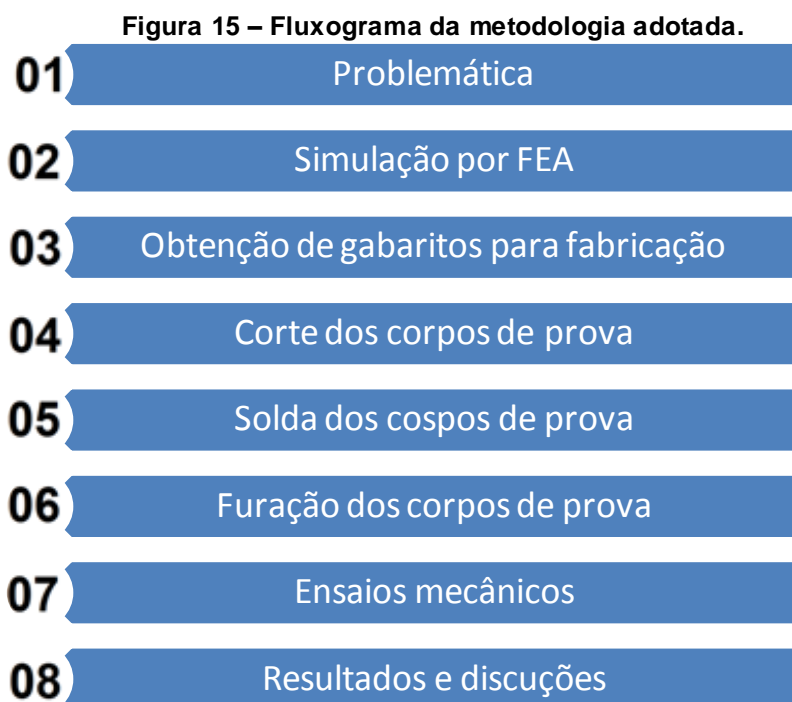 Figura 15 – Fluxograma da metodologia adotada.
01 Problemática
02 Simulação por FEA
03 Obtenção de gabaritos para fabricação
04 Corte dos corpos de prova
05 Solda dos cospos de prova
06 Furação dos corpos de prova
07 Ensaios mecânicos
08 Resultados e discuções